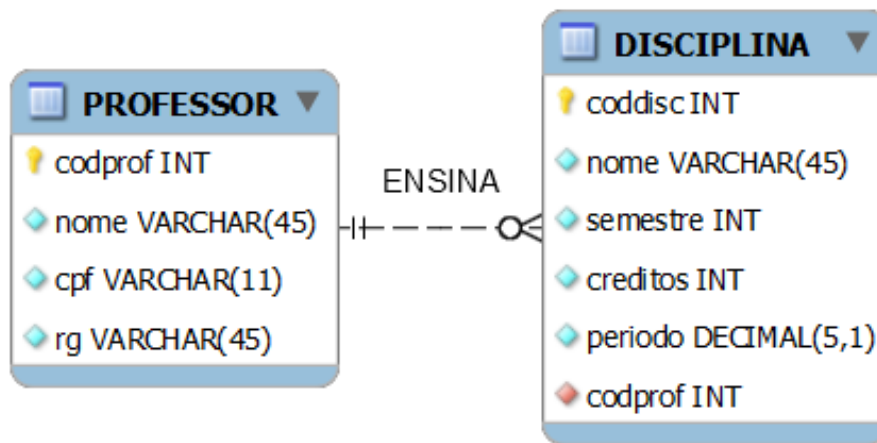 PROFESSOR
codprof INT
nome VARCHAR(45)
cpf VARCHAR(11)
rg VARCHAR(45)
ENSINA
DISCIPLINA
coddisc INT
nome VARCHAR(45)
semestre INT
creditos INT
periodo DECIMAL(5,1)
codprof INT